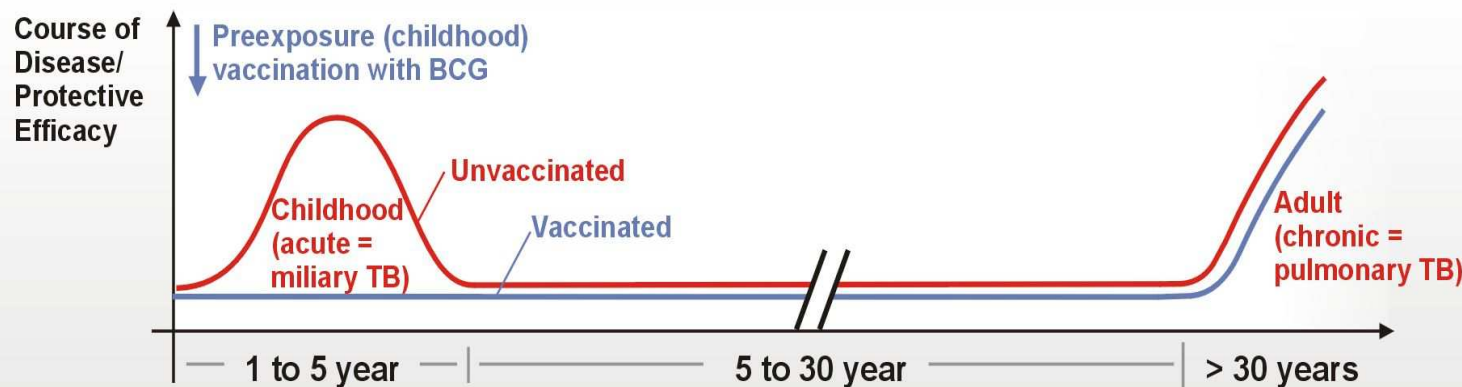 Course of
Disease/
Protective
Efficacy
Preexposure (childhood)
vaccination with BCG
Unvaccinated
Childhood
(acute =
miliary TB)
Vaccinated
Adult
(chronic =
pulmonary TB)
1 to 5 year
5 to 30 year
> 30 years